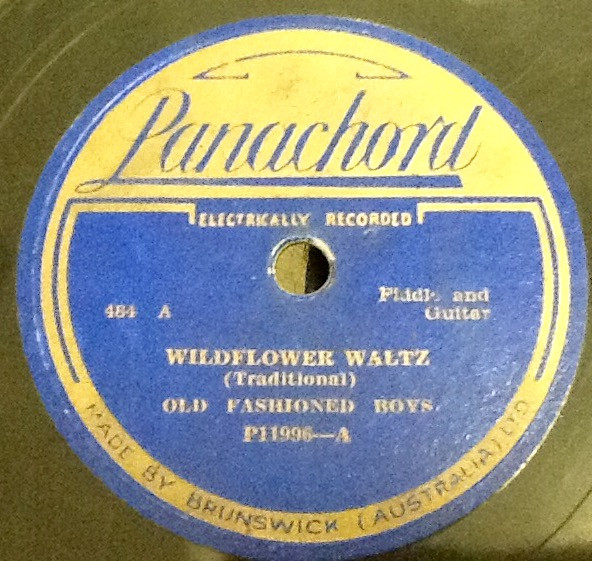 Panachord
ELECTRICALLY RECORDED
484 A
Fiddle and
Guitar
WILDFLOWER WALTZ
(Traditional)
OLD FASHIONED BOYS
P11996—A
MADE BY BRUNSWICK (AUSTRALIA) LTD